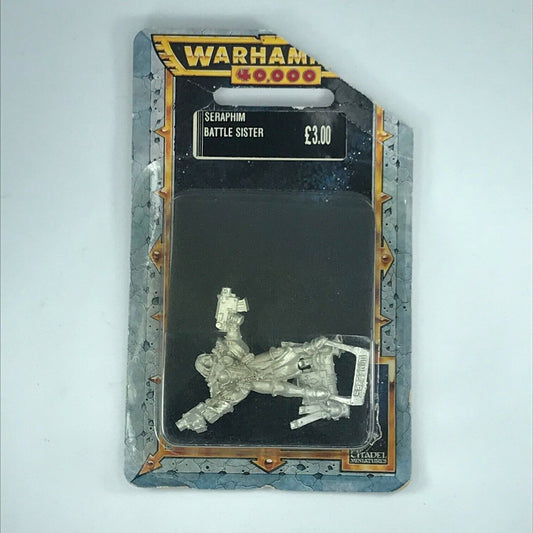 WARHAMM
40,000
SERAPHIM
BATTLE SISTER £3.00
CITADEL
MINIATURES